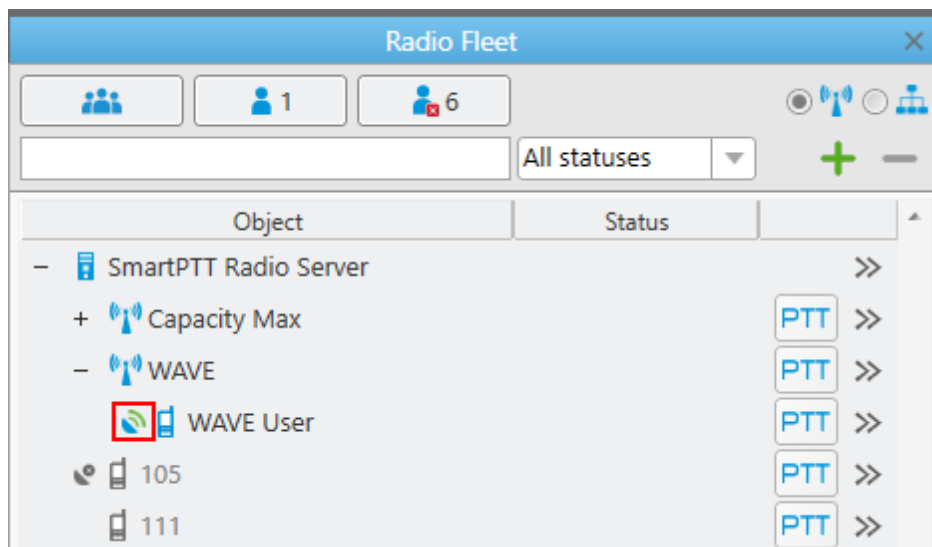 Radio Fleet
1 6
All statuses
Object Status
SmartPTT Radio Server
Capacity Max PTT
WAVE PTT
WAVE User PTT
105 PTT
111 PTT